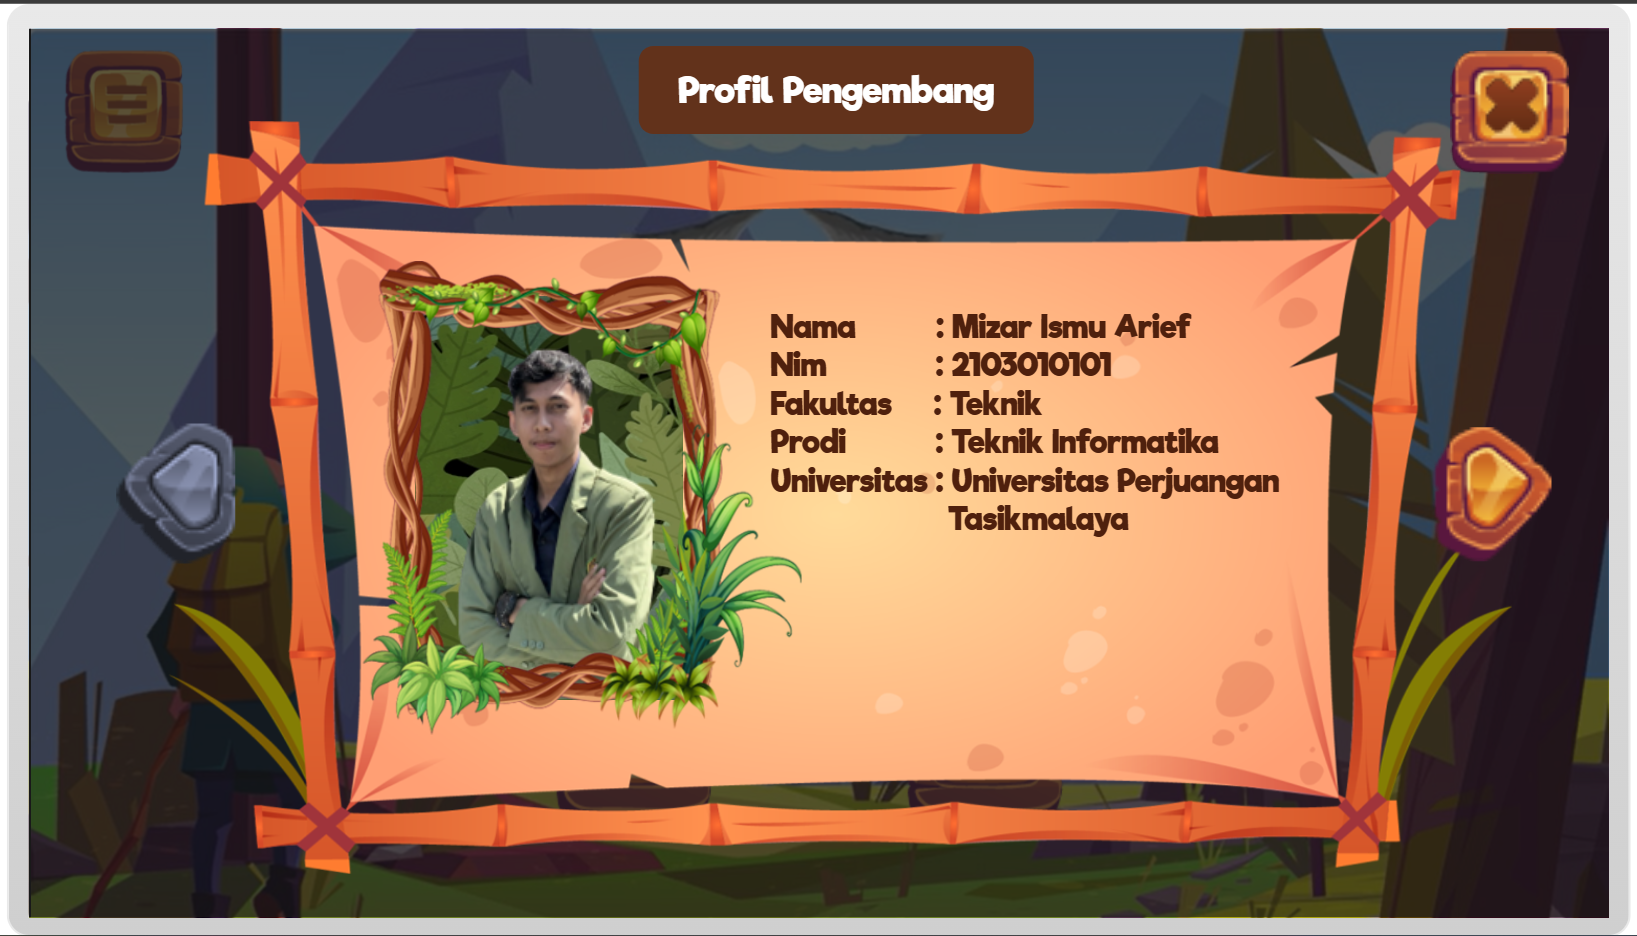 Profil Pengembang
Nama : Mizar Ismu Arief
Nim : 2103010101
Fakultas : Teknik
Prodi : Teknik Informatika
Universitas : Universitas Perjuangan
Tasikmalaya